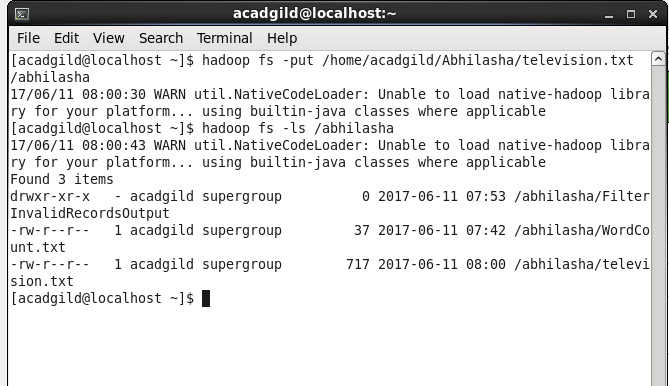 acadgild@localhost:~
File Edit View Search Terminal Help
[acadgild@localhost ~]$ hadoop fs -put /home/acadgild/Abhilasha/television.txt
/abhilasha
17/06/11 08:00:30 WARN util.NativeCodeLoader: Unable to load native-hadoop libra
ry for your platform... using builtin-java classes where applicable
[acadgild@localhost ~]$ hadoop fs -ls /abhilasha
17/06/11 08:00:43 WARN util.NativeCodeLoader: Unable to load native-hadoop libra
ry for your platform... using builtin-java classes where applicable
Found 3 items
drwxr-xr-x   - acadgild supergroup          0 2017-06-11 07:53 /abhilasha/Filter
InvalidRecordsOutput
-rw-r--r--   1 acadgild supergroup         37 2017-06-11 07:42 /abhilasha/WordCo
unt.txt
-rw-r--r--   1 acadgild supergroup        717 2017-06-11 08:00 /abhilasha/televi
sion.txt
[acadgild@localhost ~]$